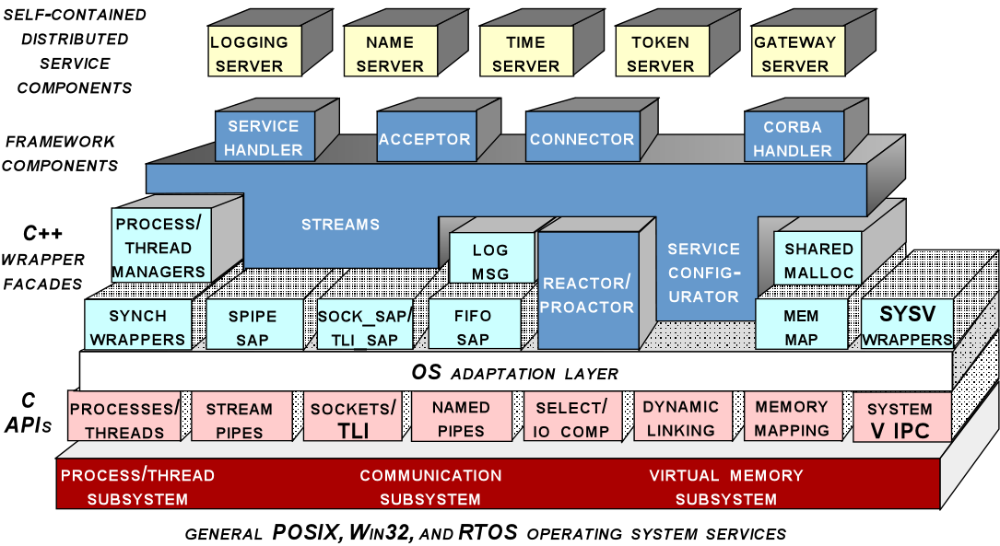 SELF-CONTAINED
DISTRIBUTED
SERVICE
COMPONENTS
LOGGING
SERVER
NAME
SERVER
TIME
SERVER
TOKEN
SERVER
GATEWAY
SERVER
FRAMEWORK
COMPONENTS
SERVICE
HANDLER
ACCEPTOR
CONNECTOR
CORBA
HANDLER
STREAMS
SERVICE
CONFIG-
URATOR
C++
WRAPPER
FACADES
PROCESS/
THREAD
MANAGERS
LOG
MSG
REACTOR/
PROACTOR
SHARED
MALLOC
SYNCH
WRAPPERS
SPIPE
SAP
SOCK_SAP/
TLI_SAP
FIFO
SAP
MEM
MAP
SYSV
WRAPPERS
OS ADAPTATION LAYER
C
APIs
PROCESSES/
THREADS
STREAM
PIPES
SOCKETS/
TLI
NAMED
PIPES
SELECT/
IO COMP
DYNAMIC
LINKING
MEMORY
MAPPING
SYSTEM
V IPC
PROCESS/THREAD
SUBSYSTEM
COMMUNICATION
SUBSYSTEM
VIRTUAL MEMORY
SUBSYSTEM
GENERAL POSIX, WIN32, AND RTOS OPERATING SYSTEM SERVICES